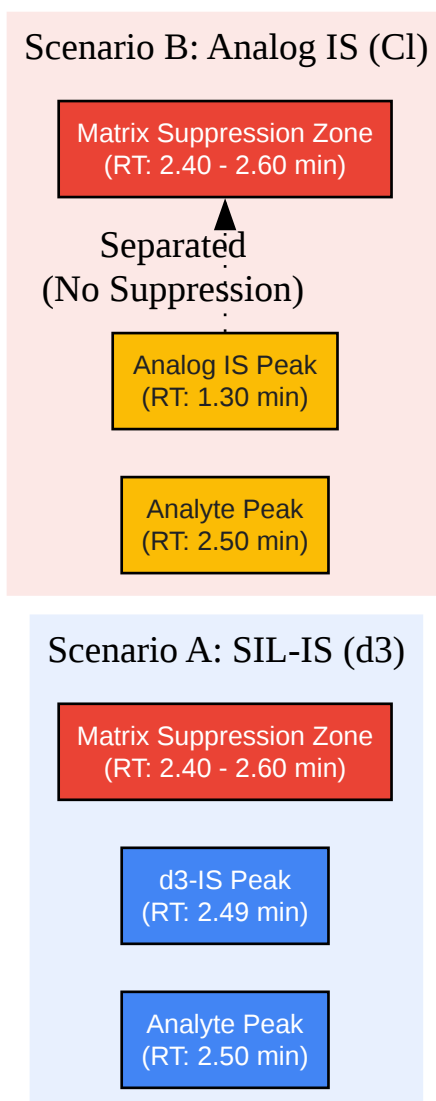 Scenario B: Analog IS (Cl)
Matrix Suppression Zone
(RT: 2.40 - 2.60 min)
Separated
(No Suppression)
Analog IS Peak
(RT: 1.30 min)
Analyte Peak
(RT: 2.50 min)
Scenario A: SIL-IS (d3)
Matrix Suppression Zone
(RT: 2.40 - 2.60 min)
d3-IS Peak
(RT: 2.49 min)
Analyte Peak
(RT: 2.50 min)